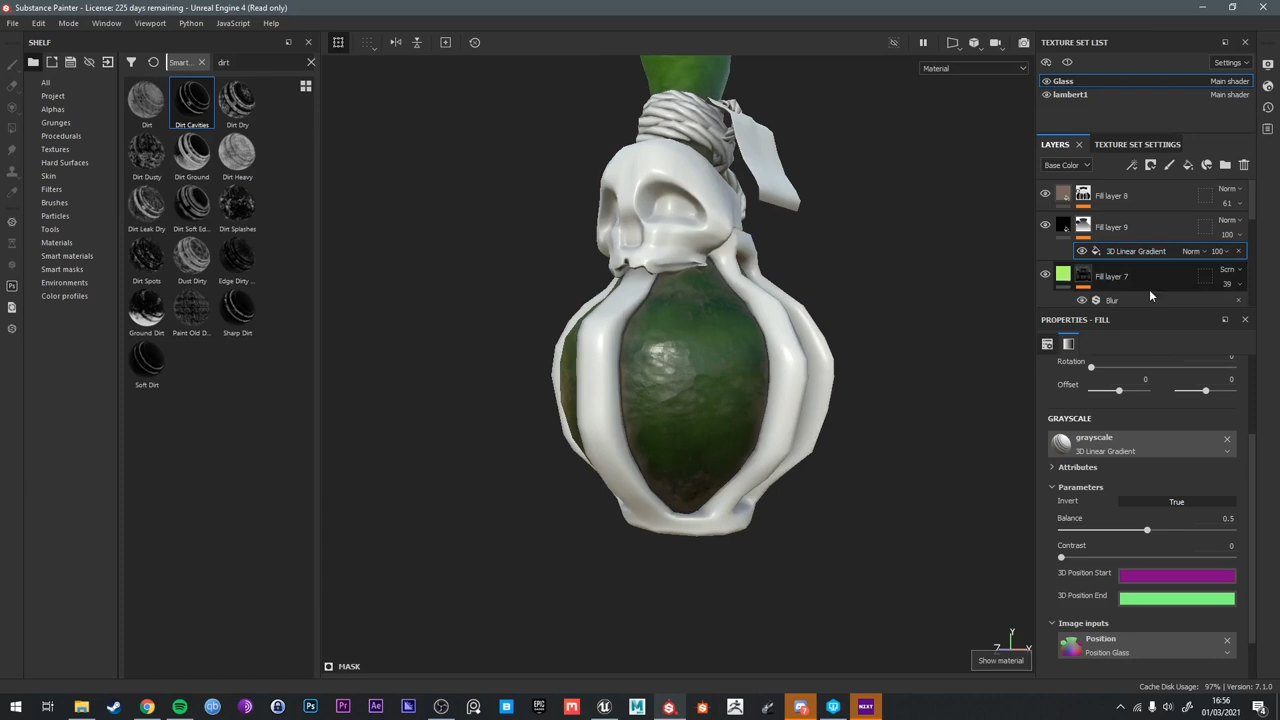 Substance Painter - License: 225 days remaining - Unreal Engine 4 (Read only)
File Edit Mode Window Viewport Python JavaScript Help
SHELF
Smart... dirt
All
Project
Alphas
Grunges
Procedurals
Textures
Hard Surfaces
Skin
Filters
Brushes
Particles
Tools
Materials
Smart materials
Smart masks
Environments
Color profiles
Dirt Dirt Cavities Dirt Dry
Dirt Dusty Dirt Ground Dirt Heavy
Dirt Leak Dry Dirt Soft Ed... Dirt Splashes
Dirt Spots Dust Dirty Edge Dirty ...
Ground Dirt Paint Old D... Sharp Dirt
Soft Dirt
Material
MASK
Y
Z X
Show material
TEXTURE SET LIST
Settings
Glass Main shader
lambert1 Main shader
LAYERS TEXTURE SET SETTINGS
Base Color
Fill layer 8 Norm
61
Fill layer 9 Norm
100
3D Linear Gradient Norm 100
Fill layer 7 Scrn
39
Blur
PROPERTIES - FILL
Rotation 0
Offset 0 0
GRAYSCALE
grayscale
3D Linear Gradient
Attributes
Parameters
Invert True
Balance 0.5
Contrast 0
3D Position Start
3D Position End
Image inputs
Position
Position Glass
Cache Disk Usage: 97% | Version: 7.1.0
16:56
01/03/2021